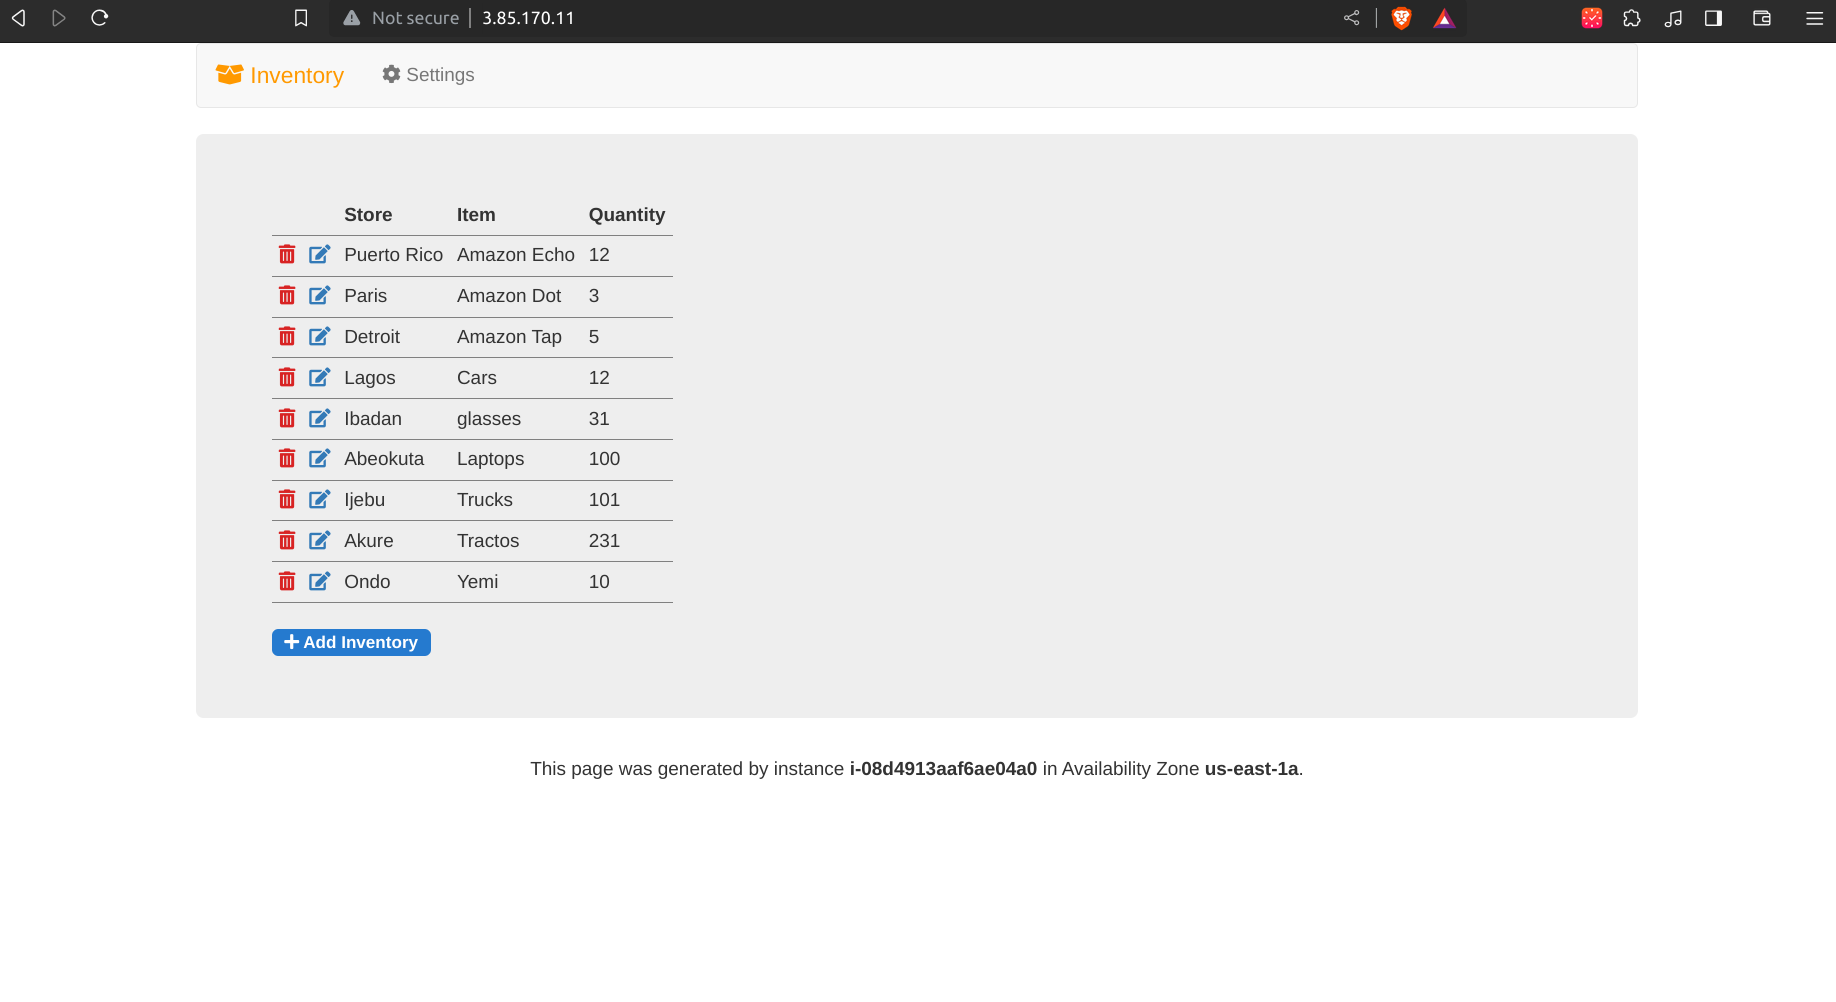 Not secure | 3.85.170.11
Inventory Settings
Store Item Quantity
Puerto Rico Amazon Echo 12
Paris Amazon Dot 3
Detroit Amazon Tap 5
Lagos Cars 12
Ibadan glasses 31
Abeokuta Laptops 100
Ijebu Trucks 101
Akure Tractos 231
Ondo Yemi 10
Add Inventory
This page was generated by instance i-08d4913aaf6ae04a0 in Availability Zone us-east-1a.